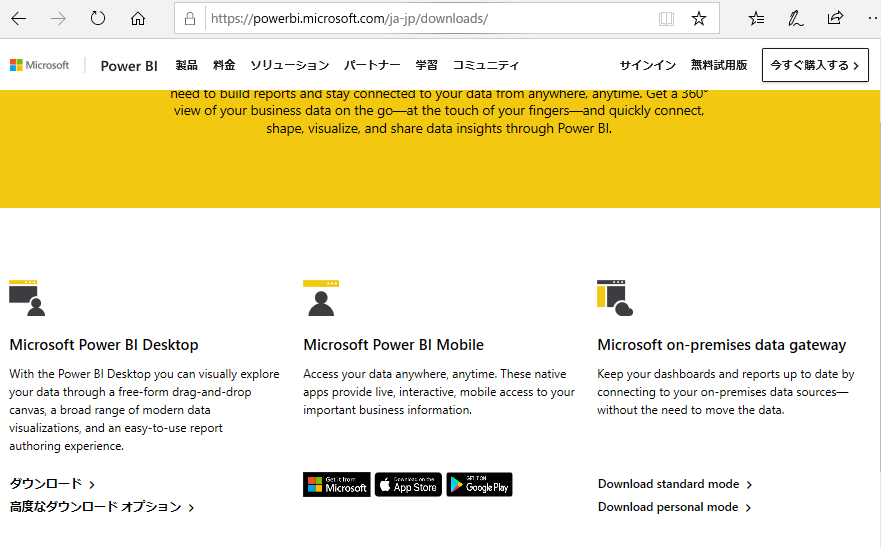 https://powerbi.microsoft.com/ja-jp/downloads/
Microsoft
Power BI
製品
料金
ソリューション
パートナー
学習
コミュニティ
サインイン
無料試用版
今すぐ購入する
need to build reports and stay connected to your data from anywhere, anytime. Get a 360°
view of your business data on the go—at the touch of your fingers—and quickly connect,
shape, visualize, and share data insights through Power BI.
Microsoft Power BI Desktop
With the Power BI Desktop you can visually explore
your data through a free-form drag-and-drop
canvas, a broad range of modern data
visualizations, and an easy-to-use report
authoring experience.
ダウンロード
高度なダウンロード オプション
Microsoft Power BI Mobile
Access your data anywhere, anytime. These native
apps provide live, interactive, mobile access to your
important business information.
Get it from
Microsoft
Download on the
App Store
GET IT ON
Google Play
Microsoft on-premises data gateway
Keep your dashboards and reports up to date by
connecting to your on-premises data sources—
without the need to move the data.
Download standard mode
Download personal mode